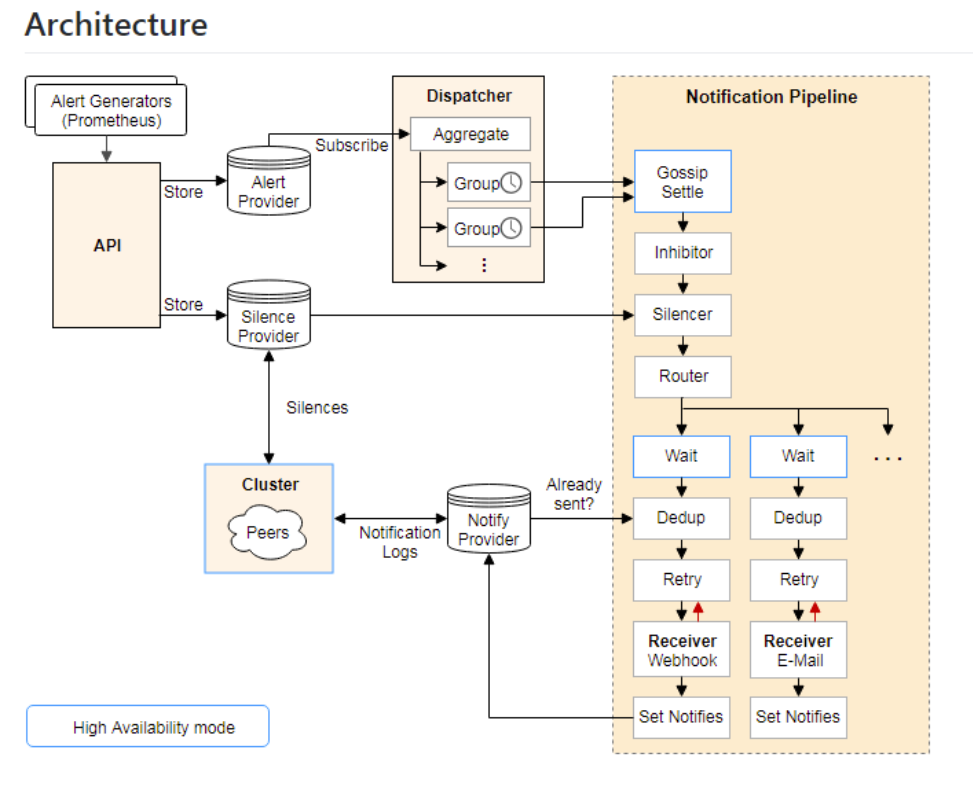 Architecture
Alert Generators
(Prometheus)
API
Store
Alert
Provider
Subscribe
Dispatcher
Aggregate
Group
Group
Store
Silence
Provider
Silences
Cluster
Peers
Notification
Logs
Notify
Provider
Already
sent?
Notification Pipeline
Gossip
Settle
Inhibitor
Silencer
Router
Wait
Wait
. . .
Dedup
Dedup
Retry
Retry
Receiver
Webhook
Receiver
E-Mail
Set Notifies
Set Notifies
High Availability mode